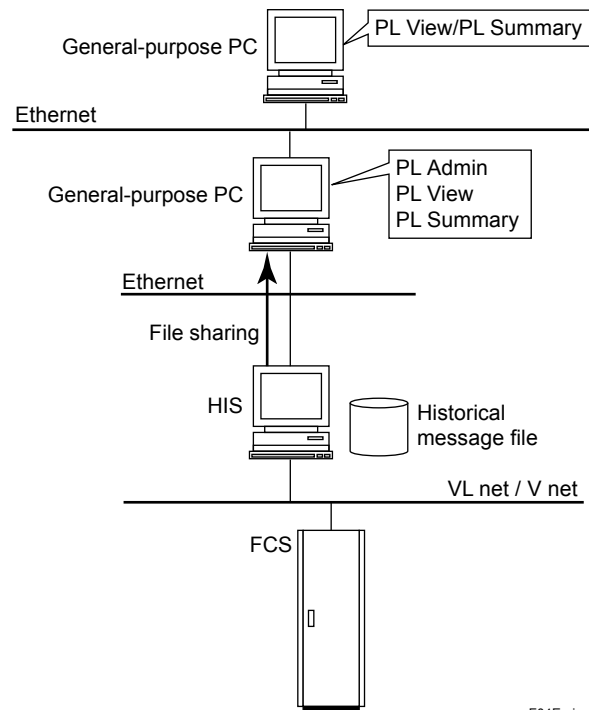 PL View/PL Summary
General-purpose PC
Ethernet
General-purpose PC
PL Admin
PL View
PL Summary
Ethernet
File sharing
HIS
Historical
message file
VL net / V net
FCS